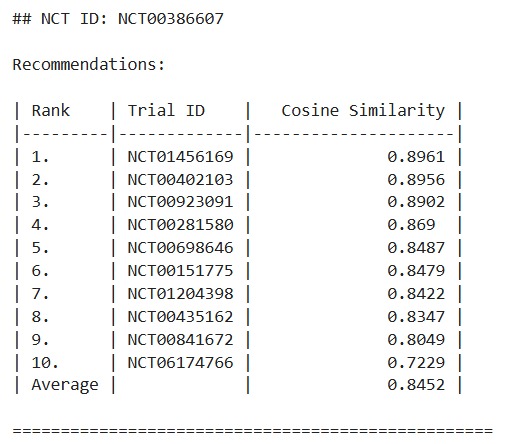 ## NCT ID: NCT00386607
Recommendations:
| Rank    | Trial ID    |   Cosine Similarity |
|---------|-------------|---------------------|
| 1.      | NCT01456169 |              0.8961 |
| 2.      | NCT00402103 |              0.8956 |
| 3.      | NCT00923091 |              0.8902 |
| 4.      | NCT00281580 |              0.869  |
| 5.      | NCT00698646 |              0.8487 |
| 6.      | NCT00151775 |              0.8479 |
| 7.      | NCT01204398 |              0.8422 |
| 8.      | NCT00435162 |              0.8347 |
| 9.      | NCT00841672 |              0.8049 |
| 10.     | NCT06174766 |              0.7229 |
| Average |             |              0.8452 |
==================================================